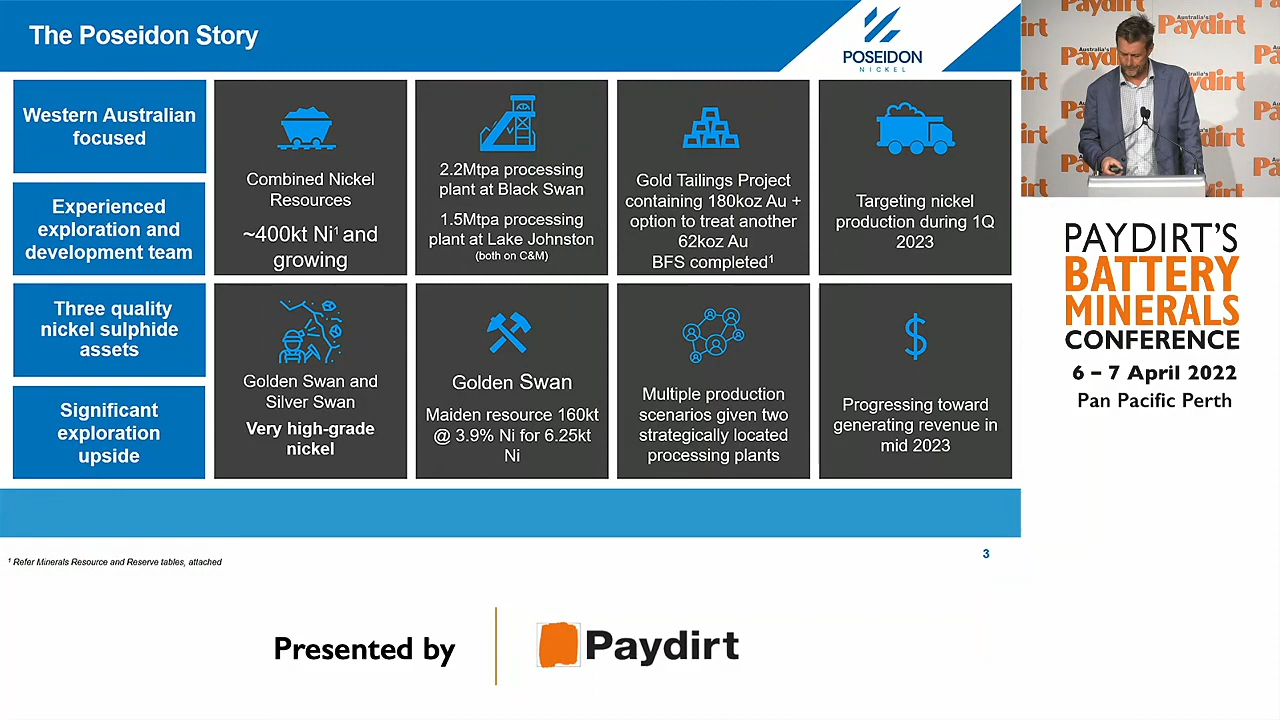 The Poseidon Story
POSEIDON
NICKEL
Western Australian
focused
Experienced
exploration and
development team
Three quality
nickel sulphide
assets
Significant
exploration
upside
Combined Nickel
Resources
~400kt Ni¹ and
growing
2.2Mtpa processing
plant at Black Swan
1.5Mtpa processing
plant at Lake Johnston
(both on C&M)
Gold Tailings Project
containing 180koz Au +
option to treat another
62koz Au
BFS completed¹
Targeting nickel
production during 1Q
2023
Golden Swan and
Silver Swan
Very high-grade
nickel
Golden Swan
Maiden resource 160kt
@ 3.9% Ni for 6.25kt
Ni
Multiple production
scenarios given two
strategically located
processing plants
$
Progressing toward
generating revenue in
mid 2023
¹ Refer Minerals Resource and Reserve tables, attached
3
Australia's
Paydirt
PAYDIRT'S
BATTERY
MINERALS
CONFERENCE
6 – 7 April 2022
Pan Pacific Perth
Presented by
Paydirt